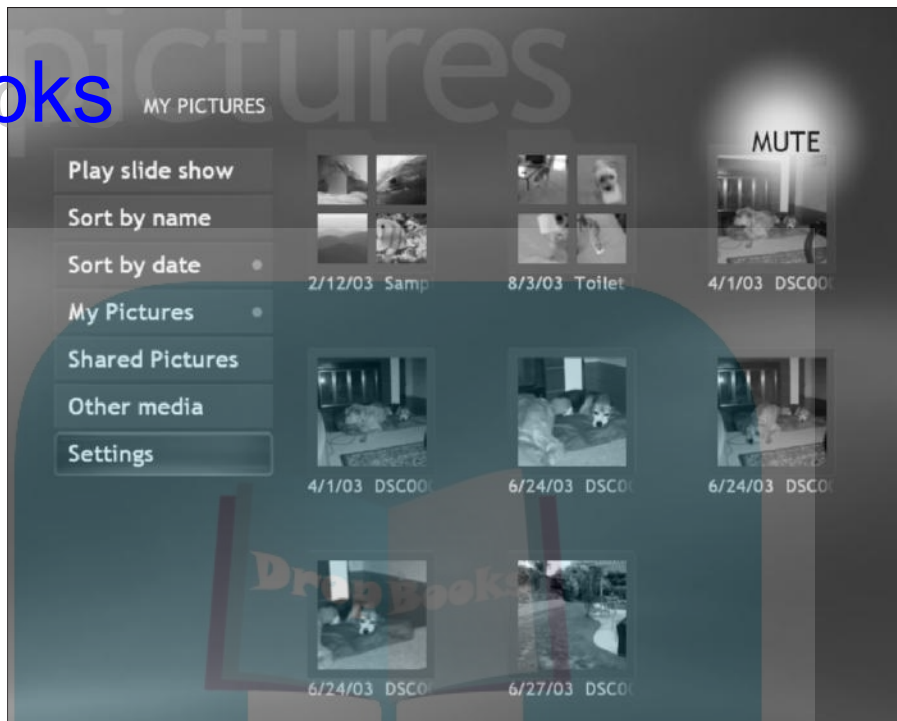 pictures
oks
MY PICTURES
MUTE
Play slide show
Sort by name
Sort by date
My Pictures
Shared Pictures
Other media
Settings
2/12/03 Samp
8/3/03 Toilet
4/1/03 DSC00
4/1/03 DSC00
6/24/03 DSC0
6/24/03 DSC0
DropBooks
6/24/03 DSC0
6/27/03 DSC0